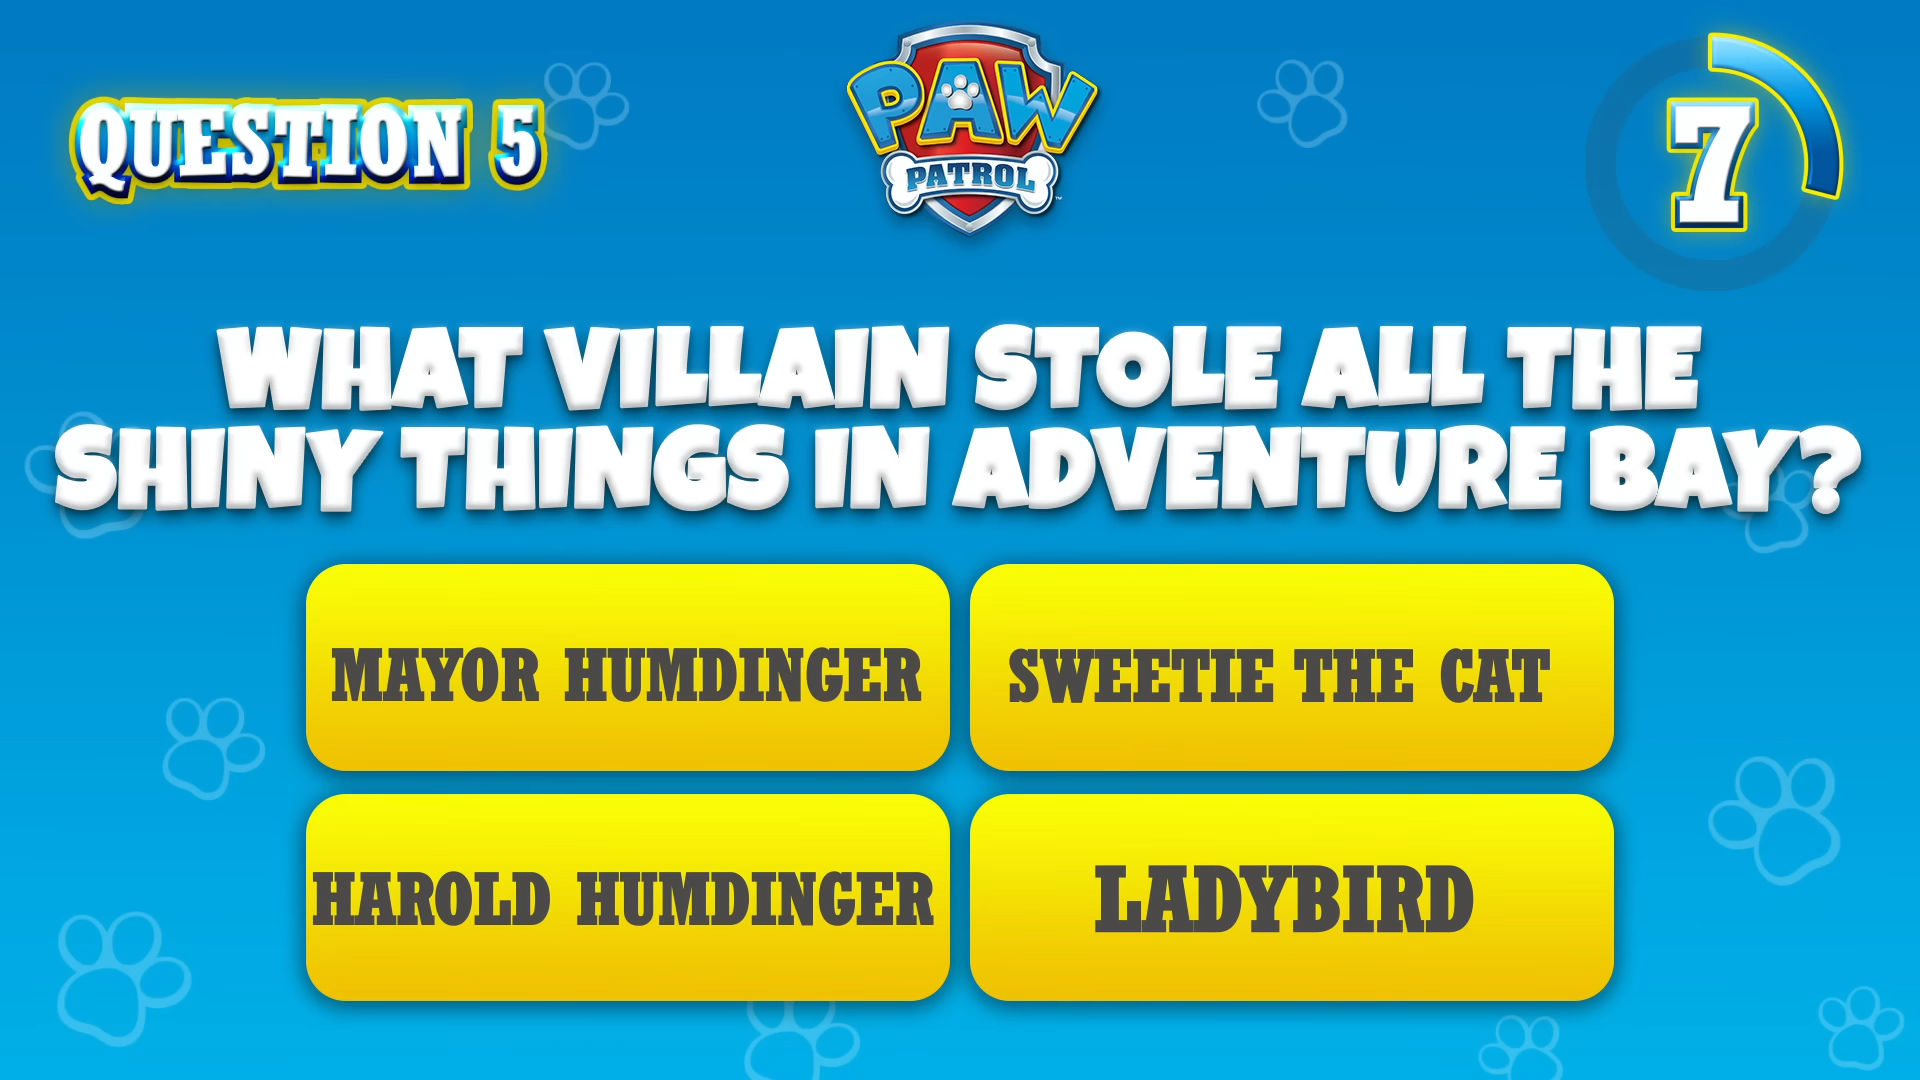 QUESTION 5
PAW
PATROL
™
7
WHAT VILLAIN STOLE ALL THE
SHINY THINGS IN ADVENTURE BAY?
MAYOR HUMDINGER
SWEETIE THE CAT
HAROLD HUMDINGER
LADYBIRD